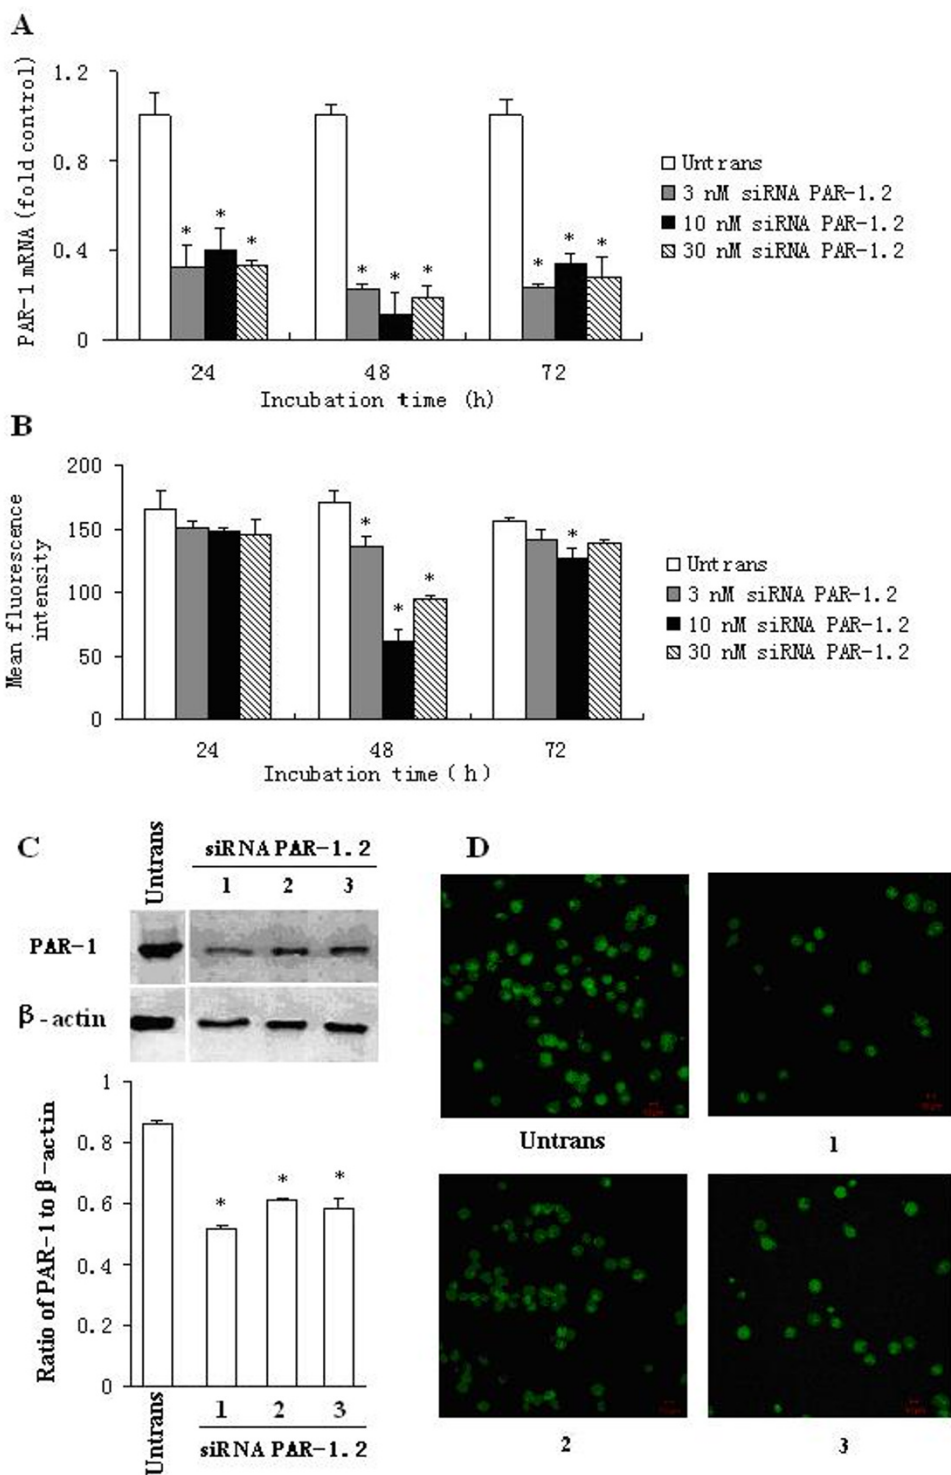 A
PAR-1 mRNA (fold control)
1.2
0.8
0.4
0
* * *
* * *
* * *
24
48
72
Incubation time (h)
Untrans
3 nM siRNA PAR-1.2
10 nM siRNA PAR-1.2
30 nM siRNA PAR-1.2
B
Mean fluorescence
intensity
200
150
100
50
0
* * *
*
24
48
72
Incubation time (h)
Untrans
3 nM siRNA PAR-1.2
10 nM siRNA PAR-1.2
30 nM siRNA PAR-1.2
C
Untrans
siRNA PAR-1.2
1 2 3
PAR-1
β-actin
Ratio of PAR-1 to β-actin
1
0.8
0.6
0.4
0.2
0
* * *
Untrans
1 2 3
siRNA PAR-1.2
D
Untrans
1
2
3